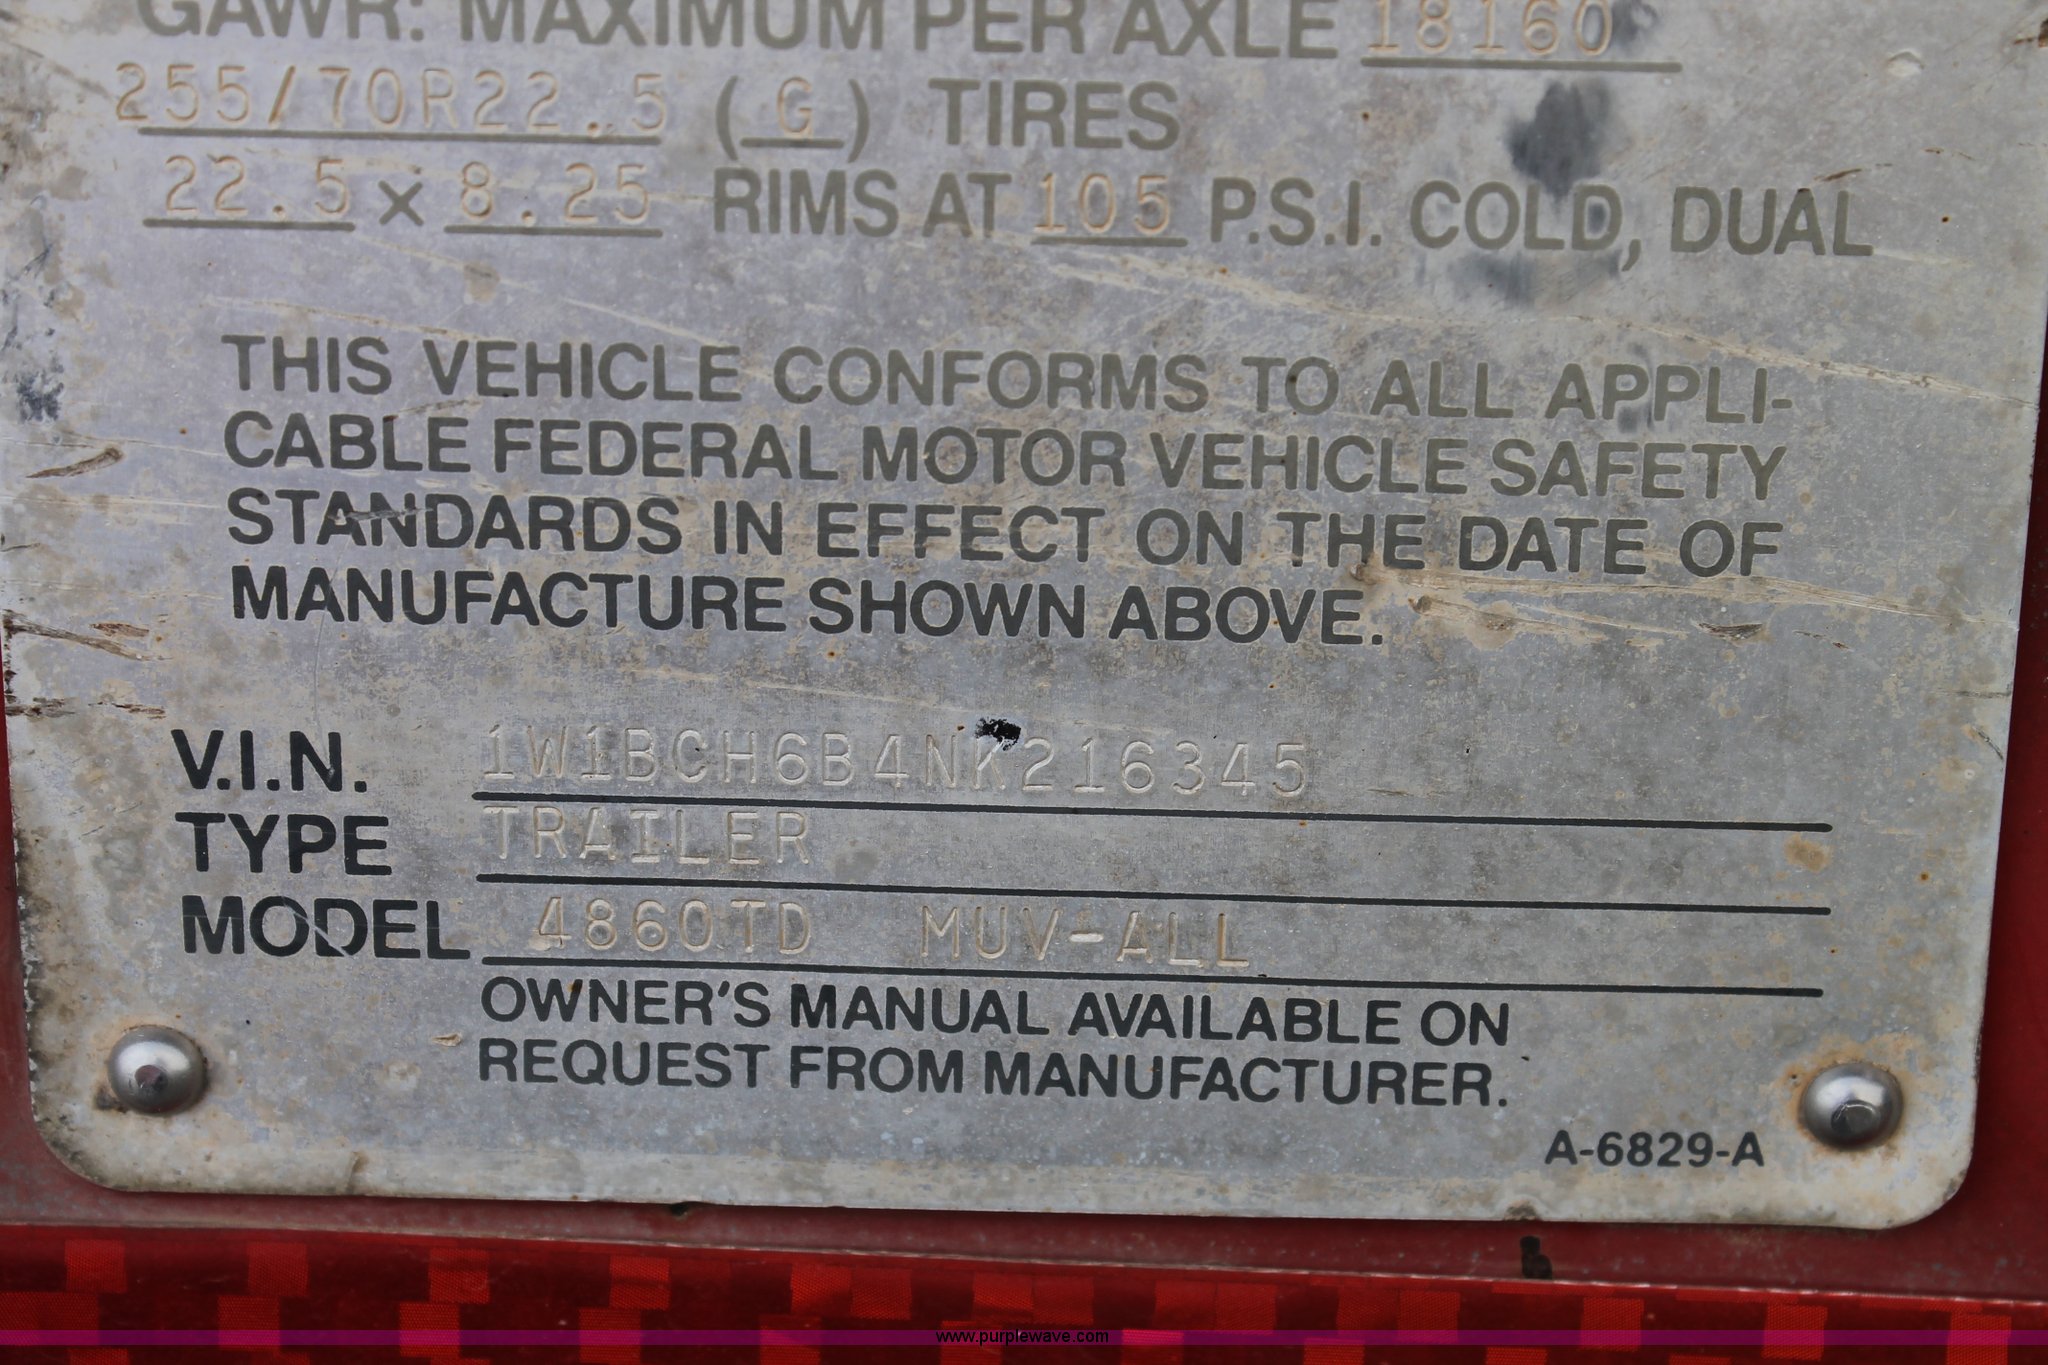 GAWR: MAXIMUM PER AXLE 18160
255/70R22.5 (G) TIRES
22.5 x 8.25 RIMS AT 105 P.S.I. COLD, DUAL
THIS VEHICLE CONFORMS TO ALL APPLI-
CABLE FEDERAL MOTOR VEHICLE SAFETY
STANDARDS IN EFFECT ON THE DATE OF
MANUFACTURE SHOWN ABOVE.
V.I.N. 1W1BCH6B4NK216345
TYPE TRAILER
MODEL 4860TD MUV-ALL
OWNER'S MANUAL AVAILABLE ON
REQUEST FROM MANUFACTURER.
A-6829-A
www.purplewave.com